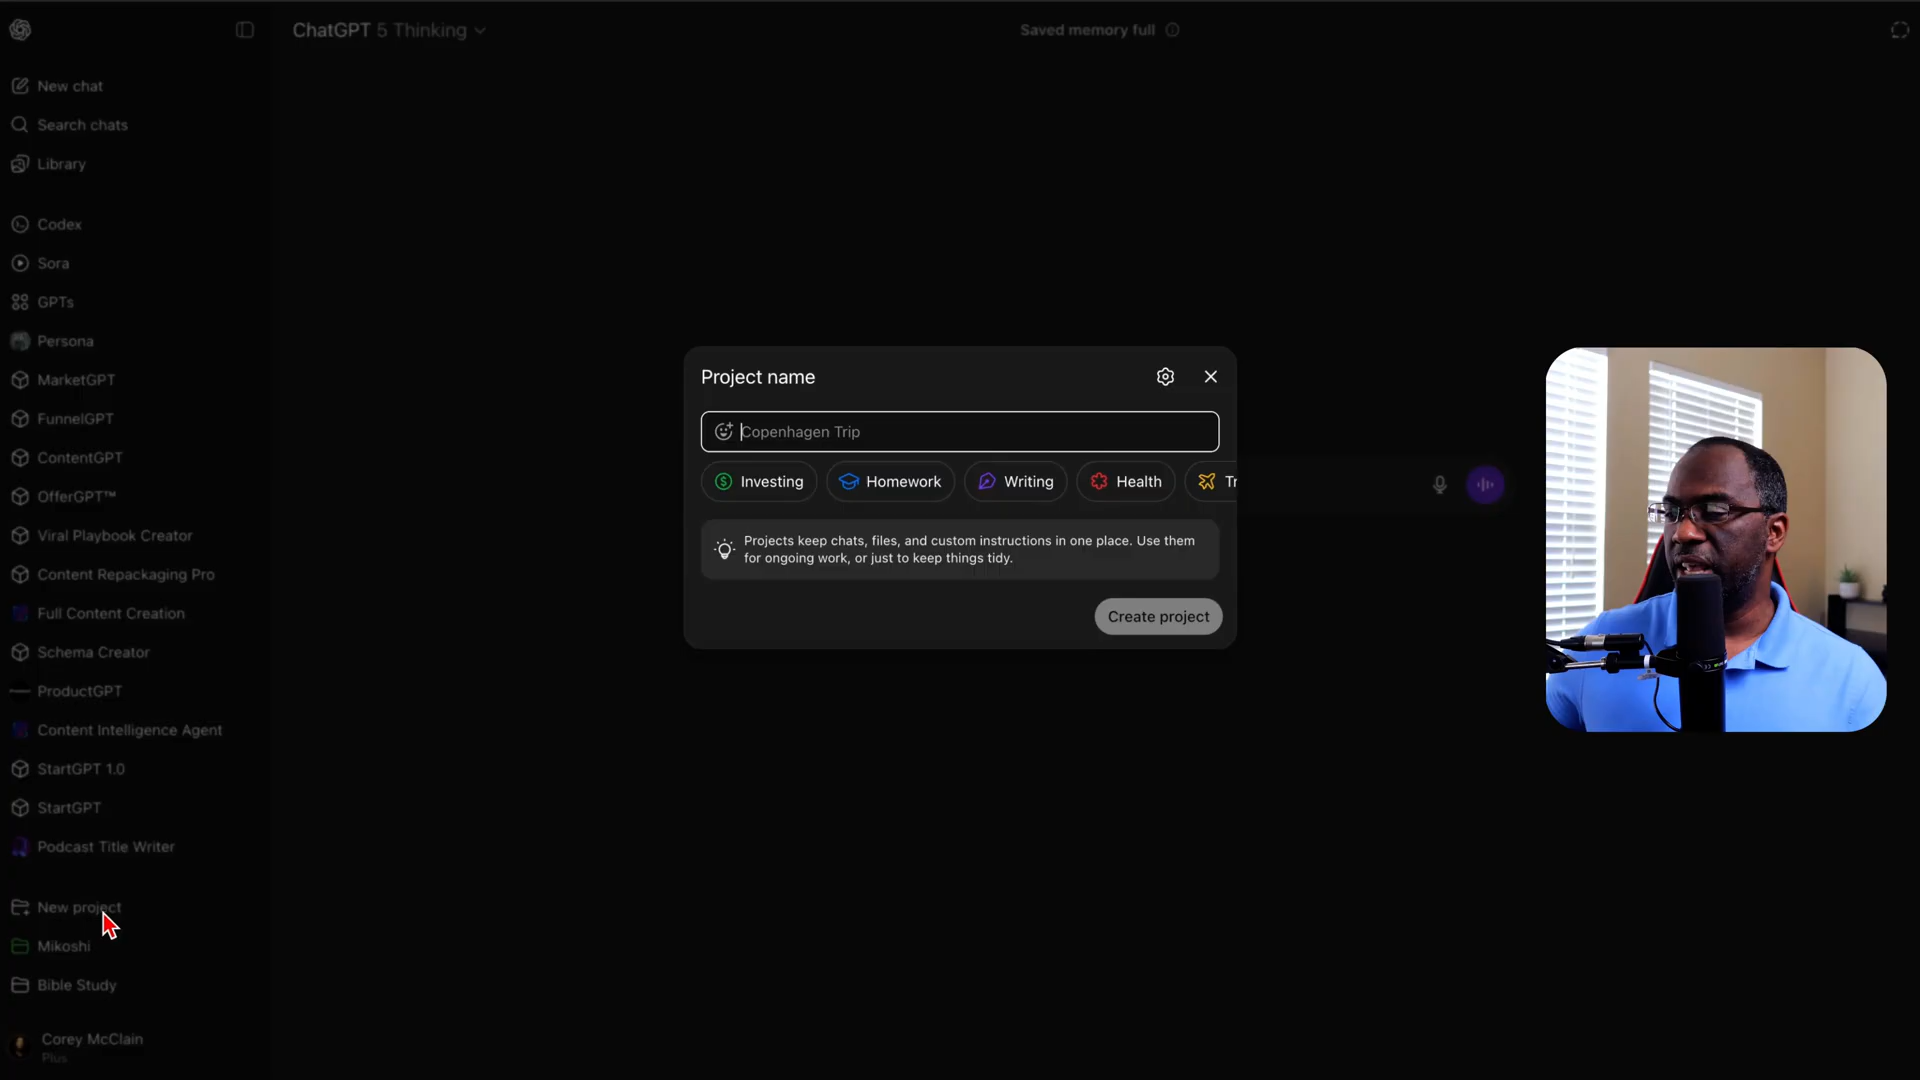 ChatGPT 5 Thinking
Saved memory full
New chat
Search chats
Library
Codex
Sora
GPTs
Persona
MarketGPT
FunnelGPT
ContentGPT
OfferGPT™
Viral Playbook Creator
Content Repackaging Pro
Full Content Creation
Schema Creator
ProductGPT
Content Intelligence Agent
StartGPT 1.0
StartGPT
Podcast Title Writer
New project
Mikoshi
Bible Study
Corey McClain
Plus
Project name
Copenhagen Trip
Investing Homework Writing Health Tr
Projects keep chats, files, and custom instructions in one place. Use them
for ongoing work, or just to keep things tidy.
Create project